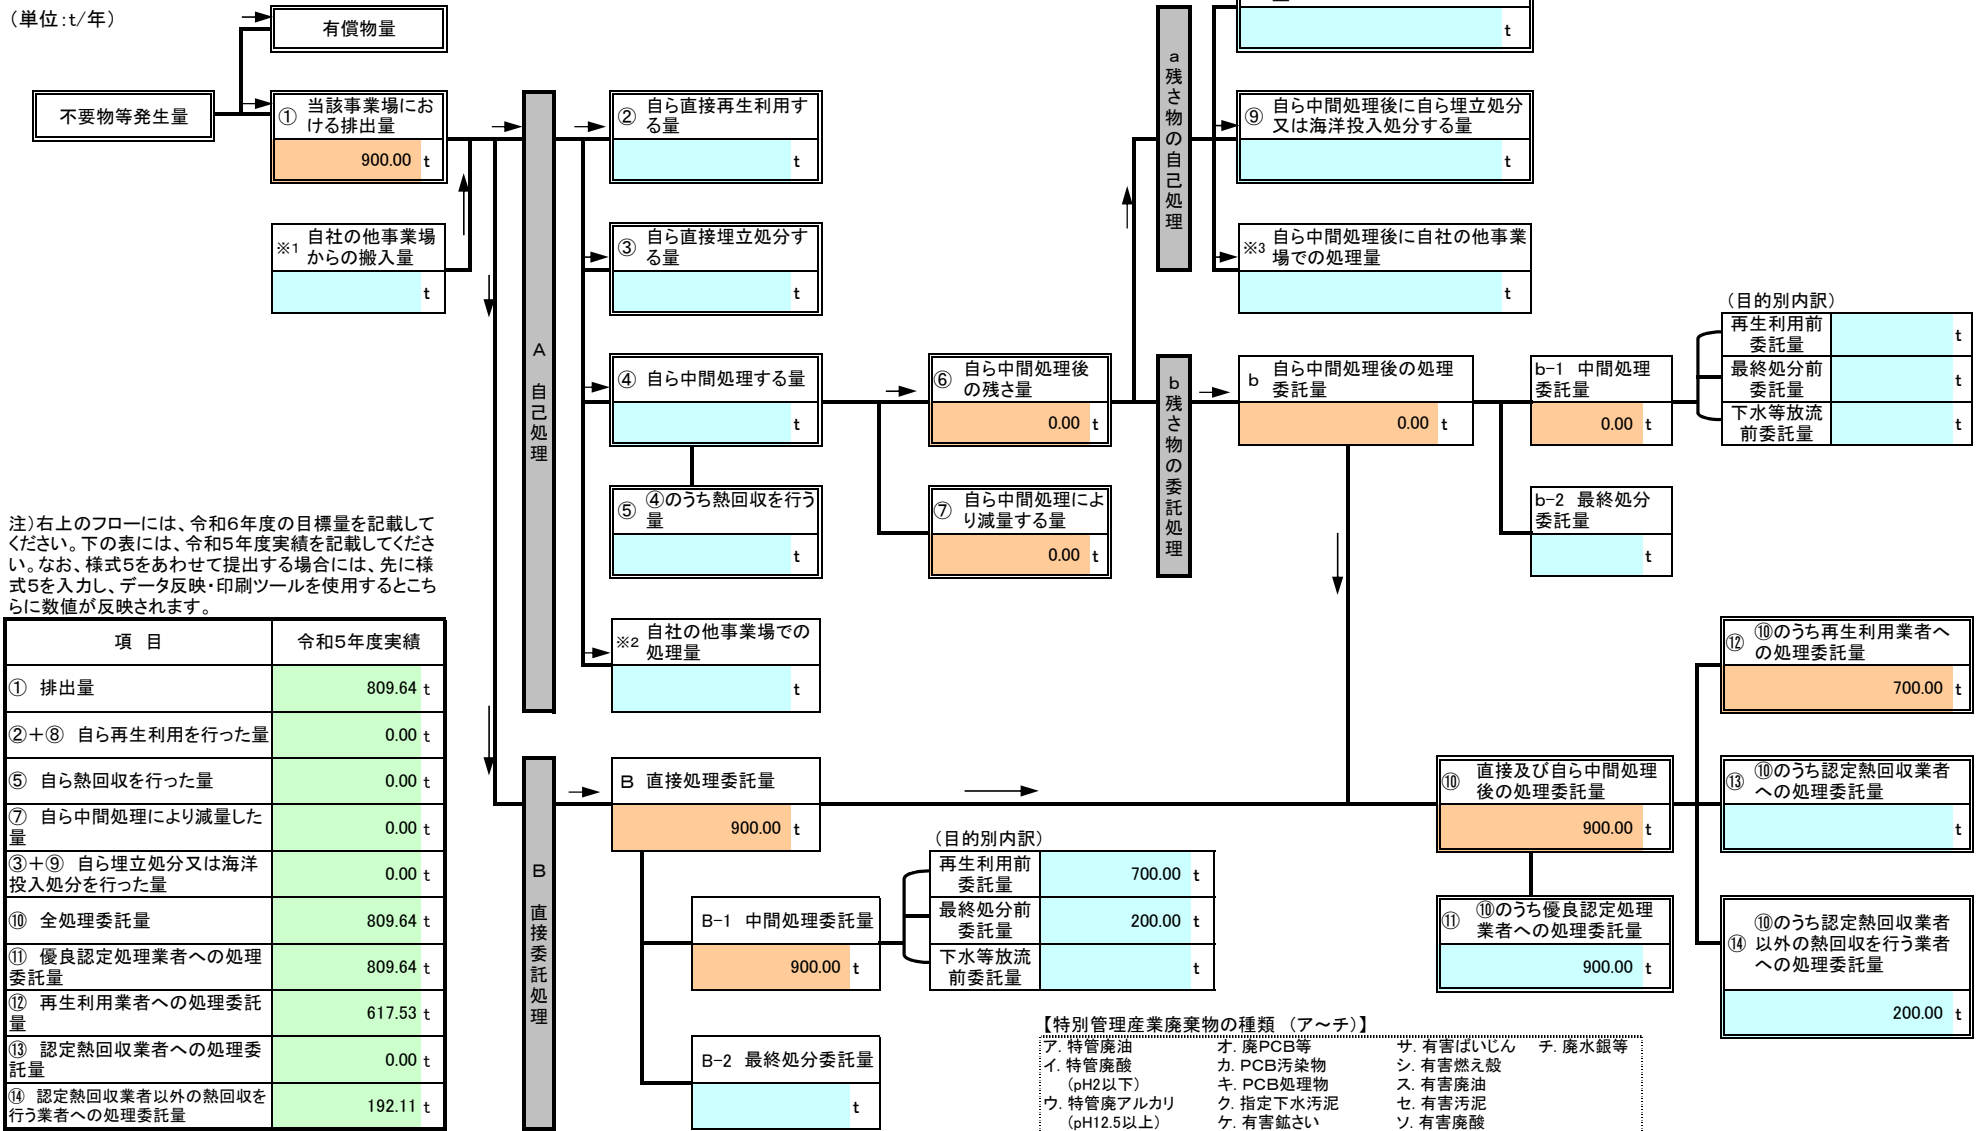 （単位：t/年）
有償物量
不要物等発生量
① 当該事業場にお
ける排出量
900.00 t
※1 自社の他事業場
からの搬入量
t
A 自己処理
② 自ら直接再生利用す
る量
t
③ 自ら直接埋立処分す
る量
t
④ 自ら中間処理する量
t
⑤ ④のうち熱回収を行う
量
t
※2 自社の他事業場での
処理量
t
⑥ 自ら中間処理後
の残さ量
0.00 t
⑦ 自ら中間処理によ
り減量する量
0.00 t
a 残さ物の自己処理
t
⑨ 自ら中間処理後に自ら埋立処分
又は海洋投入処分する量
t
※3 自ら中間処理後に自社の他事業
場での処理量
t
b 残さ物の委託処理
b 自ら中間処理後の処理
委託量
0.00 t
b-1 中間処理
委託量
0.00 t
（目的別内訳）
再生利用前
委託量
t
最終処分前
委託量
t
下水等放流
前委託量
t
b-2 最終処分
委託量
t
注）右上のフローには、令和6年度の目標量を記載して
ください。下の表には、令和5年度実績を記載してくださ
い。なお、様式5をあわせて提出する場合には、先に様
式5を入力し、データ反映・印刷ツールを使用するとこち
らに数値が反映されます。
項 目 令和5年度実績
① 排出量 809.64 t
②＋⑧ 自ら再生利用を行った量 0.00 t
⑤ 自ら熱回収を行った量 0.00 t
⑦ 自ら中間処理により減量した
量 0.00 t
③＋⑨ 自ら埋立処分又は海洋
投入処分を行った量 0.00 t
⑩ 全処理委託量 809.64 t
⑪ 優良認定処理業者への処理
委託量 809.64 t
⑫ 再生利用業者への処理委託
量 617.53 t
⑬ 認定熱回収業者への処理委
託量 0.00 t
⑭ 認定熱回収業者以外の熱回収を
行う業者への処理委託量 192.11 t
B 直接委託処理
B 直接処理委託量
900.00 t
B-1 中間処理委託量
900.00 t
（目的別内訳）
再生利用前
委託量
700.00 t
最終処分前
委託量
200.00 t
下水等放流
前委託量
t
B-2 最終処分委託量
t
⑩ 直接及び自ら中間処理
後の処理委託量
900.00 t
⑪ ⑩のうち優良認定処理
業者への処理委託量
900.00 t
⑫ ⑩のうち再生利用業者へ
の処理委託量
700.00 t
⑬ ⑩のうち認定熱回収業者
への処理委託量
t
⑭ ⑩のうち認定熱回収業者
以外の熱回収を行う業者
への処理委託量
200.00 t
【特別管理産業廃棄物の種類 （ア～チ）】
ア. 特管廃油 オ. 廃PCB等 サ. 有害ばいじん チ. 廃水銀等
イ. 特管廃酸 カ. PCB汚染物 シ. 有害燃え殻
（pH2以下） キ. PCB処理物 ス. 有害廃油
ウ. 特管廃アルカリ ク. 指定下水汚泥 セ. 有害汚泥
（pH12.5以上） ケ. 有害鉱さい ソ. 有害廃酸